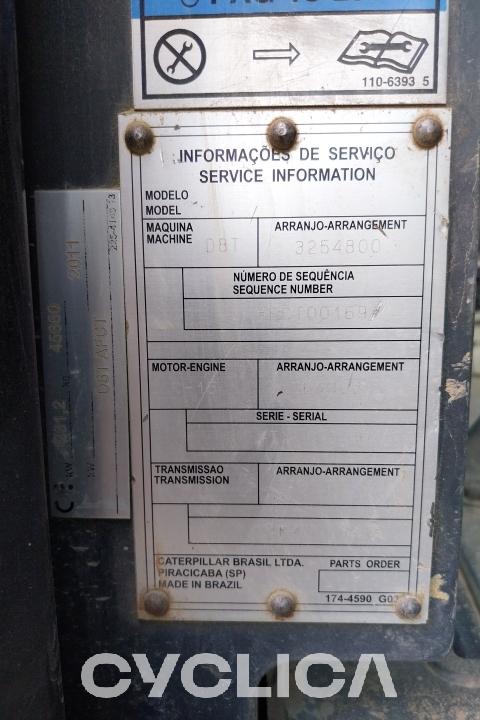 110-6393 5
INFORMAÇÕES DE SERVIÇO
SERVICE INFORMATION
MODELO
MODEL
MAQUINA
MACHINE
D8T
ARRANJO-ARRANGEMENT
3254800
NÚMERO DE SEQUÊNCIA
SEQUENCE NUMBER
MOTOR-ENGINE
ARRANJO-ARRANGEMENT
SERIE - SERIAL
TRANSMISSAO
TRANSMISSION
ARRANJO-ARRANGEMENT
CATERPILLAR BRASIL LTDA.
PIRACICABA (SP)
MADE IN BRAZIL
PARTS ORDER
174-4590
2011
kW
kg
CYCLICA